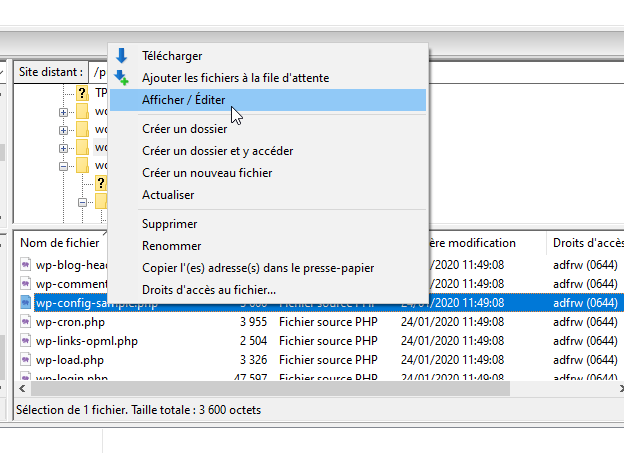 Télécharger
Site distant : /p
Ajouter les fichiers à la file d'attente
TP
Afficher / Éditer
Créer un dossier
Créer un dossier et y accéder
Créer un nouveau fichier
Actualiser
Supprimer
Renommer
Nom de fichier ère modification Droits d'accès
wp-blog-hea 01/2020 11:49:08 adfrw (0644)
Copier l'(es) adresse(s) dans le presse-papier
wp-comment 01/2020 11:49:08 adfrw (0644)
Droits d'accès au fichier...
wp-config-sample.php 3 600 Fichier source PHP 24/01/2020 11:49:08 adfrw (0644)
wp-cron.php 3 955 Fichier source PHP 24/01/2020 11:49:08 adfrw (0644)
wp-links-opml.php 2 504 Fichier source PHP 24/01/2020 11:49:08 adfrw (0644)
wp-load.php 3 326 Fichier source PHP 24/01/2020 11:49:08 adfrw (0644)
wp-login.php 47 597 Fichier source PHP 24/01/2020 11:49:08 adfrw (0644)
Sélection de 1 fichier. Taille totale : 3 600 octets